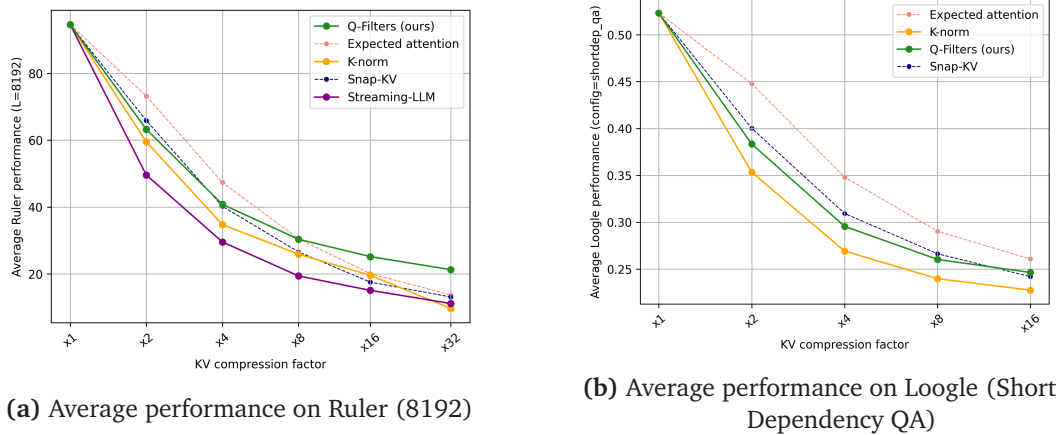 Q-Filters (ours)
Expected attention
K-norm
Snap-KV
Streaming-LLM
Average Ruler performance (L=8192)
80
60
40
20
x1
x2
x4
x8
x16
x32
KV compression factor
(a) Average performance on Ruler (8192)
Expected attention
K-norm
Q-Filters (ours)
Snap-KV
Average Loogle performance (config=shortdep_qa)
0.50
0.45
0.40
0.35
0.30
0.25
x1
x2
x4
x8
x16
KV compression factor
(b) Average performance on Loogle (Short
Dependency QA)